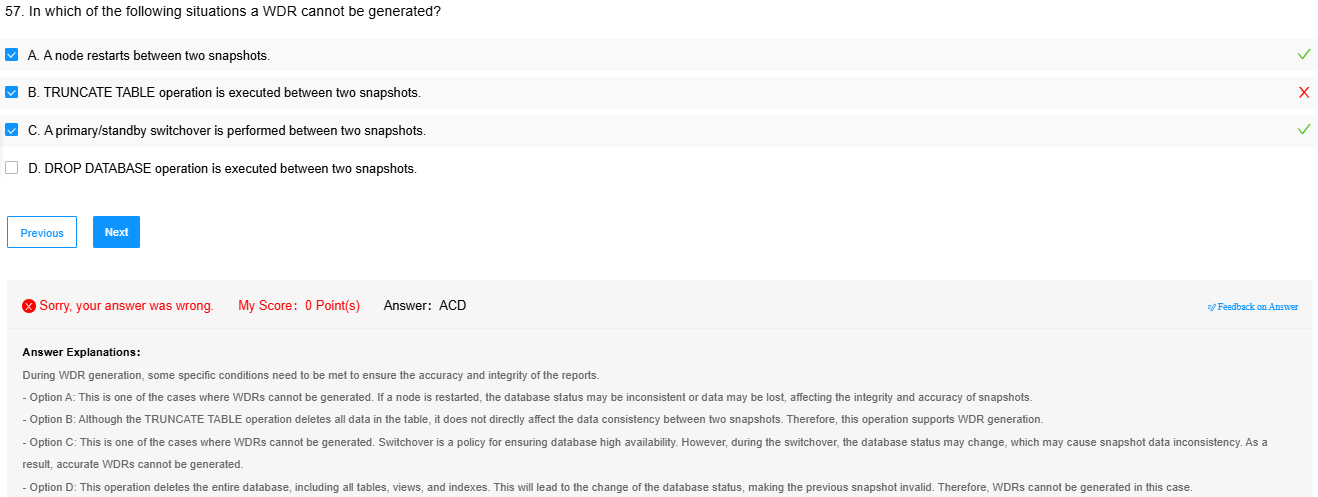 57. In which of the following situations a WDR cannot be generated?
A. A node restarts between two snapshots.
B. TRUNCATE TABLE operation is executed between two snapshots.
C. A primary/standby switchover is performed between two snapshots.
D. DROP DATABASE operation is executed between two snapshots.
Previous Next
Sorry, your answer was wrong. My Score: 0 Point(s) Answer: ACD Feedback on Answer
Answer Explanations:
During WDR generation, some specific conditions need to be met to ensure the accuracy and integrity of the reports.
- Option A: This is one of the cases where WDRs cannot be generated. If a node is restarted, the database status may be inconsistent or data may be lost, affecting the integrity and accuracy of snapshots.
- Option B: Although the TRUNCATE TABLE operation deletes all data in the table, it does not directly affect the data consistency between two snapshots. Therefore, this operation supports WDR generation.
- Option C: This is one of the cases where WDRs cannot be generated. Switchover is a policy for ensuring database high availability. However, during the switchover, the database status may change, which may cause snapshot data inconsistency. As a
result, accurate WDRs cannot be generated.
- Option D: This operation deletes the entire database, including all tables, views, and indexes. This will lead to the change of the database status, making the previous snapshot invalid. Therefore, WDRs cannot be generated in this case.